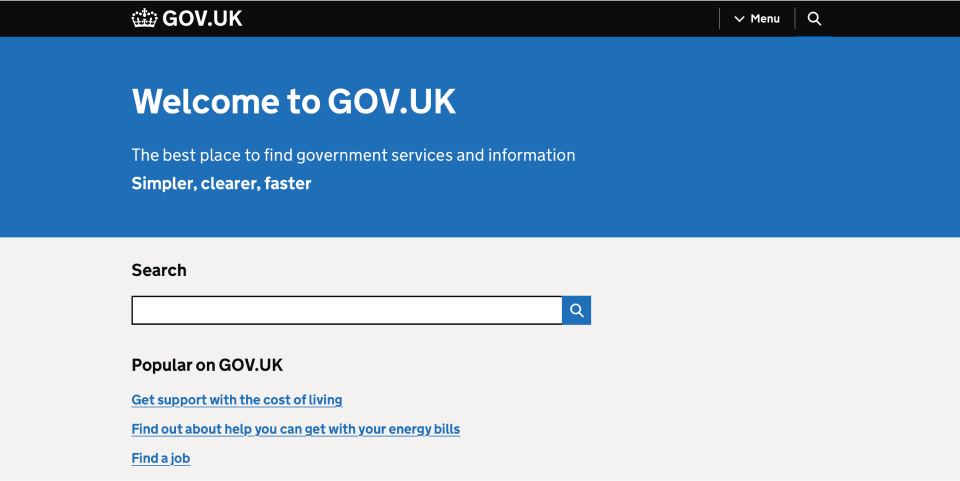 GOV.UK
Menu
Welcome to GOV.UK
The best place to find government services and information
Simpler, clearer, faster
Search
Popular on GOV.UK
Get support with the cost of living
Find out about help you can get with your energy bills
Find a job